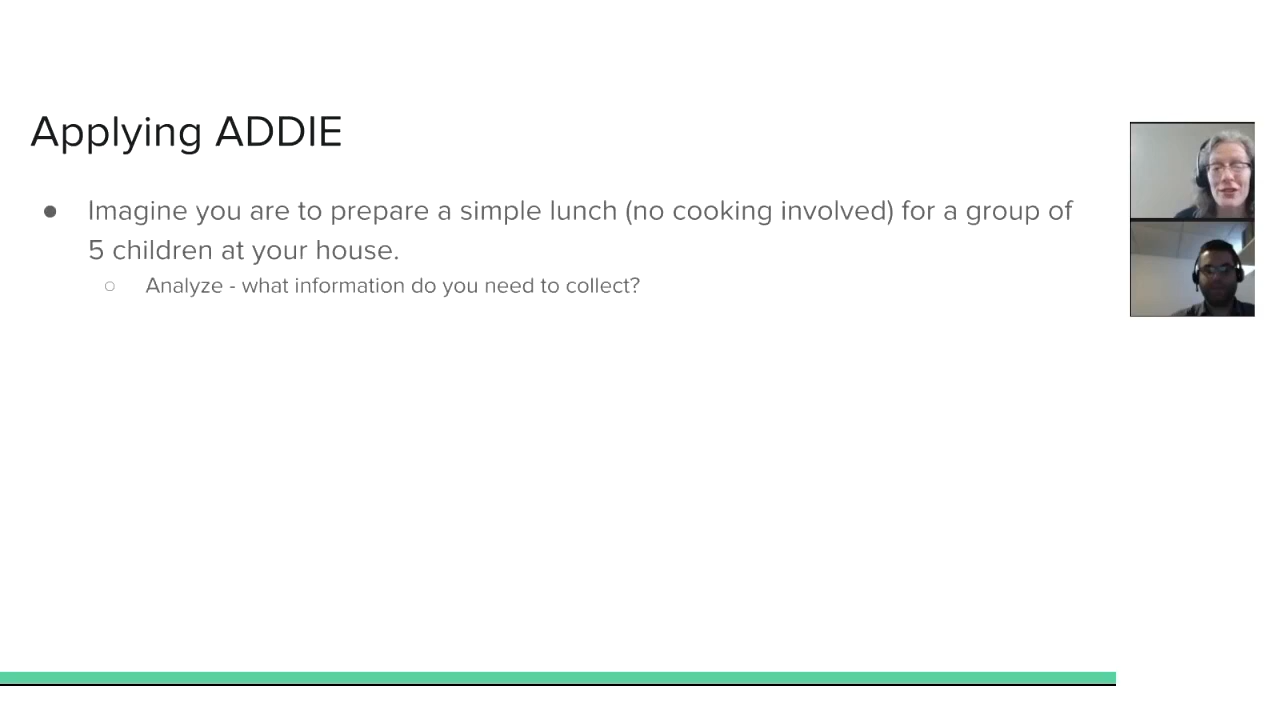 Applying ADDIE
● Imagine you are to prepare a simple lunch (no cooking involved) for a group of
5 children at your house.
○ Analyze - what information do you need to collect?